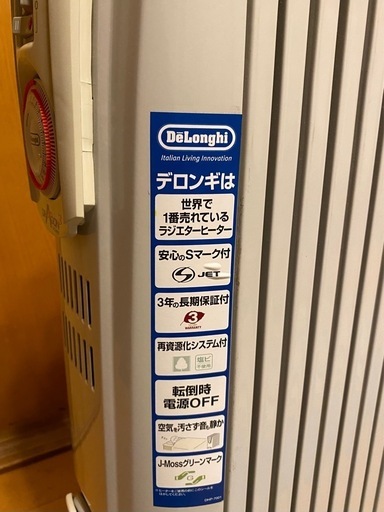 DeLonghi
Italian Living Innovation
デロンギは
世界で
1番売れている
ラジエターヒーター
安心のSマーク付
S JET
3年の長期保証付
3
WARRANTY
再資源化システム付
塩ビ
不使用
転倒時
電源OFF
空気を汚さず音も静か
J-Mossグリーンマーク